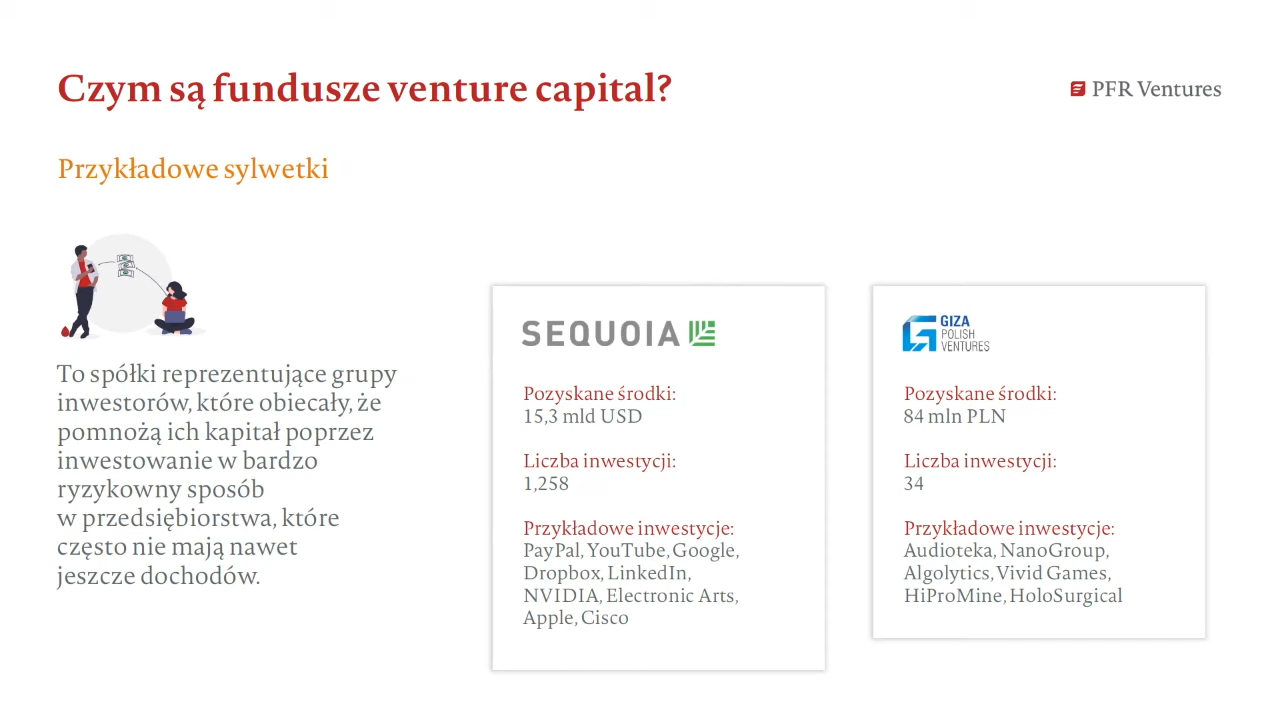 Czym są fundusze venture capital?
PFR Ventures
Przykładowe sylwetki
To spółki reprezentujące grupy
inwestorów, które obiecały, że
pomnożą ich kapitał poprzez
inwestowanie w bardzo
ryzykowny sposób
w przedsiębiorstwa, które
często nie mają nawet
jeszcze dochodów.
SEQUOIA
Pozyskane środki:
15,3 mld USD
Liczba inwestycji:
1,258
Przykładowe inwestycje:
PayPal, YouTube, Google,
Dropbox, LinkedIn,
NVIDIA, Electronic Arts,
Apple, Cisco
GIZA
POLISH
VENTURES
Pozyskane środki:
84 mln PLN
Liczba inwestycji:
34
Przykładowe inwestycje:
Audioteka, NanoGroup,
Algolytics, Vivid Games,
HiProMine, HoloSurgical